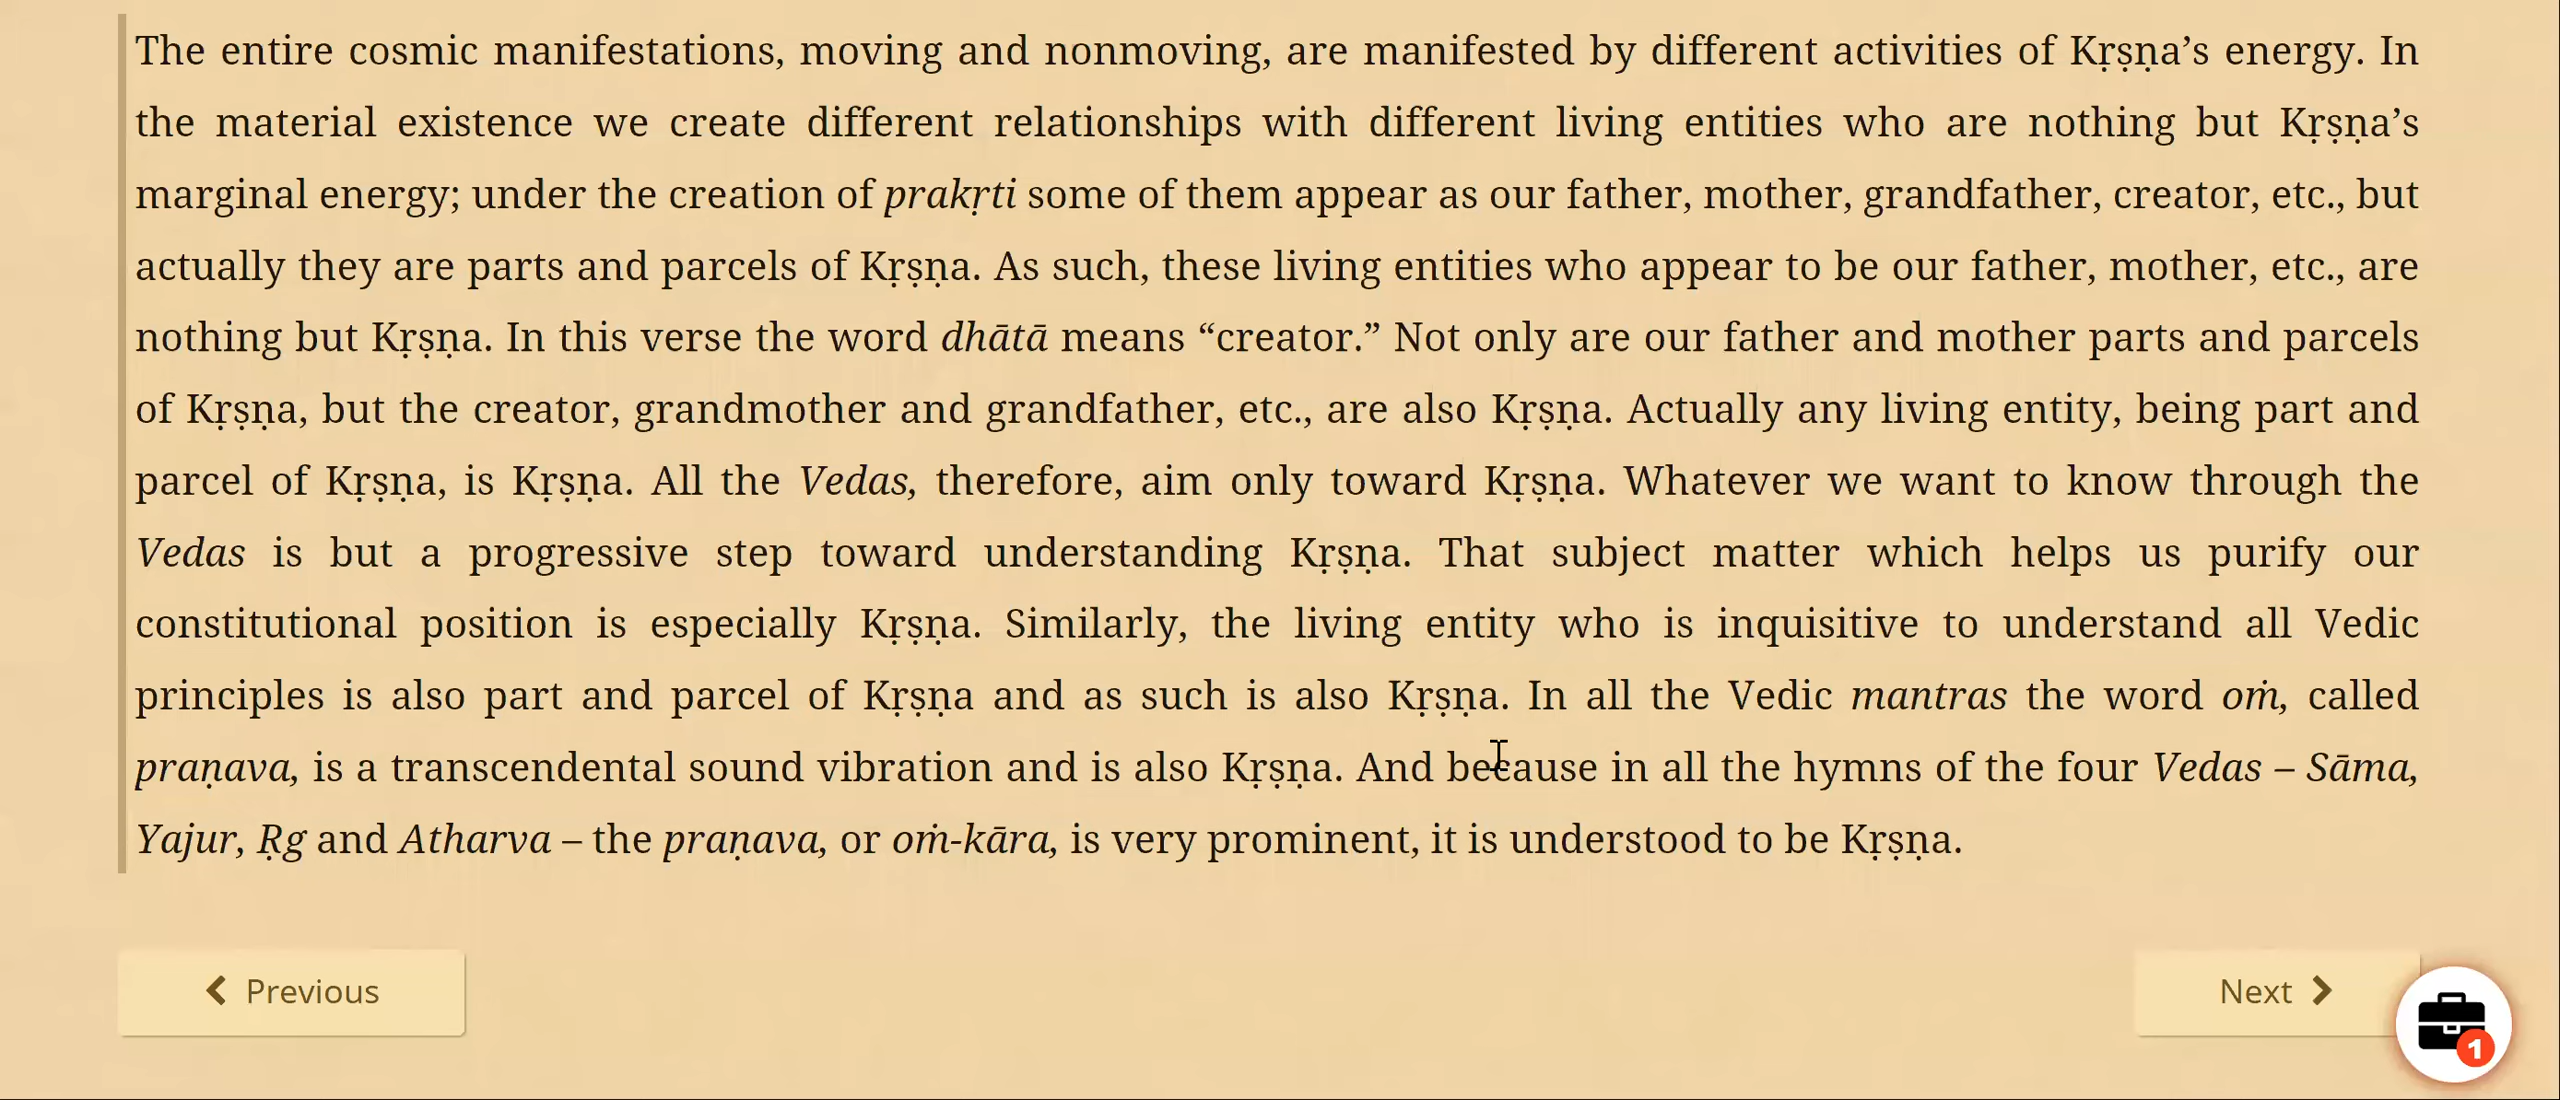 The entire cosmic manifestations, moving and nonmoving, are manifested by different activities of Kṛṣṇa’s energy. In
the material existence we create different relationships with different living entities who are nothing but Kṛṣṇa’s
marginal energy; under the creation of prakṛti some of them appear as our father, mother, grandfather, creator, etc., but
actually they are parts and parcels of Kṛṣṇa. As such, these living entities who appear to be our father, mother, etc., are
nothing but Kṛṣṇa. In this verse the word dhātā means “creator.” Not only are our father and mother parts and parcels
of Kṛṣṇa, but the creator, grandmother and grandfather, etc., are also Kṛṣṇa. Actually any living entity, being part and
parcel of Kṛṣṇa, is Kṛṣṇa. All the Vedas, therefore, aim only toward Kṛṣṇa. Whatever we want to know through the
Vedas is but a progressive step toward understanding Kṛṣṇa. That subject matter which helps us purify our
constitutional position is especially Kṛṣṇa. Similarly, the living entity who is inquisitive to understand all Vedic
principles is also part and parcel of Kṛṣṇa and as such is also Kṛṣṇa. In all the Vedic mantras the word oṁ, called
praṇava, is a transcendental sound vibration and is also Kṛṣṇa. And because in all the hymns of the four Vedas – Sāma,
Yajur, Ṛg and Atharva – the praṇava, or oṁ-kāra, is very prominent, it is understood to be Kṛṣṇa.
Previous
Next
1